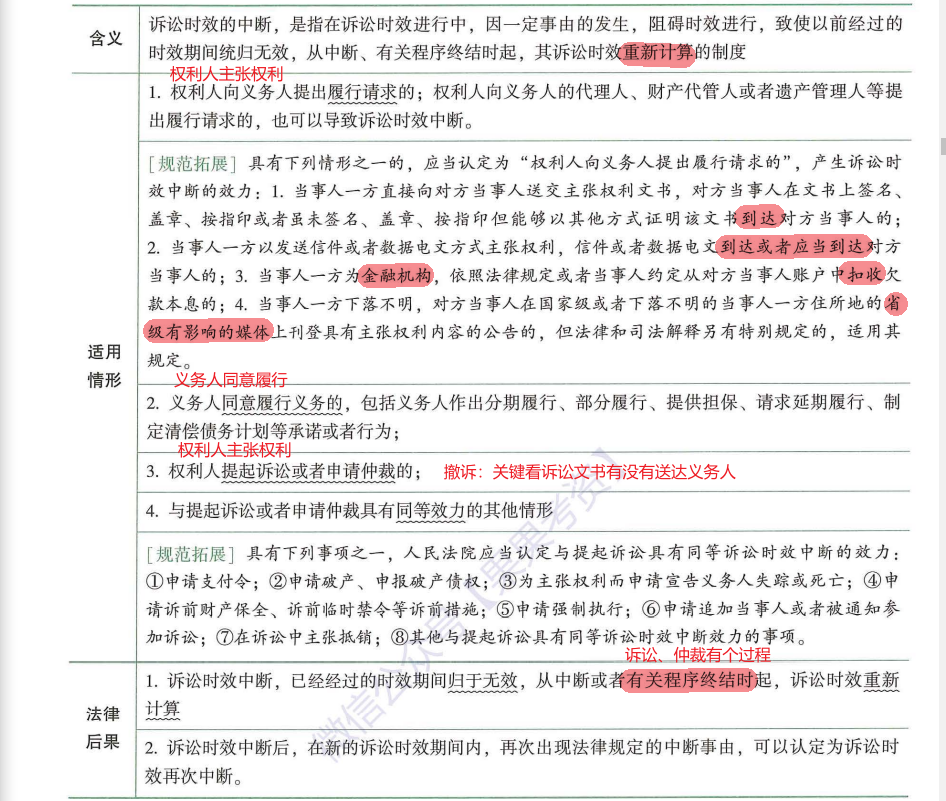 诉讼时效的中断，是指在诉讼时效进行中，因一定事由的发生，阻碍时效进行，致使以前经过的
含义
时效期间统归无效，从中断、有关程序终结时起，其诉讼时效重新计算的制度
权利人主张权利
1. 权利人向义务人提出履行请求的；权利人向义务人的代理人、财产代管人或者遗产管理人等提
出履行请求的，也可以导致诉讼时效中断。
［规范拓展］具有下列情形之一的，应当认定为“权利人向义务人提出履行请求的”，产生诉讼时
效中断的效力：1. 当事人一方直接向对方当事人送交主张权利文书，对方当事人在文书上签名、
盖章、按指印或者虽未签名、盖章、按指印但能够以其他方式证明该文书到达对方当事人的；
2. 当事人一方以发送信件或者数据电文方式主张权利，信件或者数据电文到达或者应当到达对方
当事人的；3. 当事人一方为金融机构，依照法律规定或者当事人约定从对方当事人账户中扣收欠
款本息的；4. 当事人一方下落不明，对方当事人在国家级或者下落不明的当事人一方住所地的省
级有影响的媒体上刊登具有主张权利内容的公告的，但法律和司法解释另有特别规定的，适用其
规定。
适用
情形
义务人同意履行
2. 义务人同意履行义务的，包括义务人作出分期履行、部分履行、提供担保、请求延期履行、制
定清偿债务计划等承诺或者行为；
权利人主张权利
3. 权利人提起诉讼或者申请仲裁的； 撤诉：关键看诉讼文书有没有送达义务人
4. 与提起诉讼或者申请仲裁具有同等效力的其他情形
［规范拓展］具有下列事项之一，人民法院应当认定与提起诉讼具有同等诉讼时效中断的效力：
①申请支付令；②申请破产、申报破产债权；③为主张权利而申请宣告义务人失踪或死亡；④申
请诉前财产保全、诉前临时禁令等诉前措施；⑤申请强制执行；⑥申请追加当事人或者被通知参
加诉讼；⑦在诉讼中主张抵销；⑧其他与提起诉讼具有同等诉讼时效中断效力的事项。
诉讼、仲裁有个过程
1. 诉讼时效中断，已经经过的时效期间归于无效，从中断或者有关程序终结时起，诉讼时效重新
计算
法律
后果
2. 诉讼时效中断后，在新的诉讼时效期间内，再次出现法律规定的中断事由，可以认定为诉讼时
效再次中断。
微信公众号【果果考资】